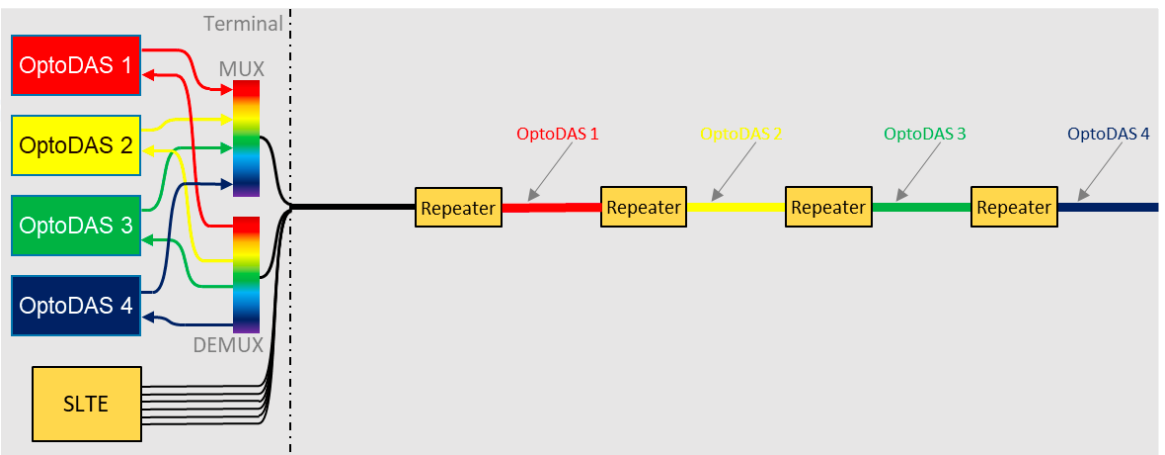 Terminal
OptoDAS 1
MUX
OptoDAS 2
OptoDAS 3
OptoDAS 4
DEMUX
SLTE
OptoDAS 1
OptoDAS 2
OptoDAS 3
OptoDAS 4
Repeater
Repeater
Repeater
Repeater